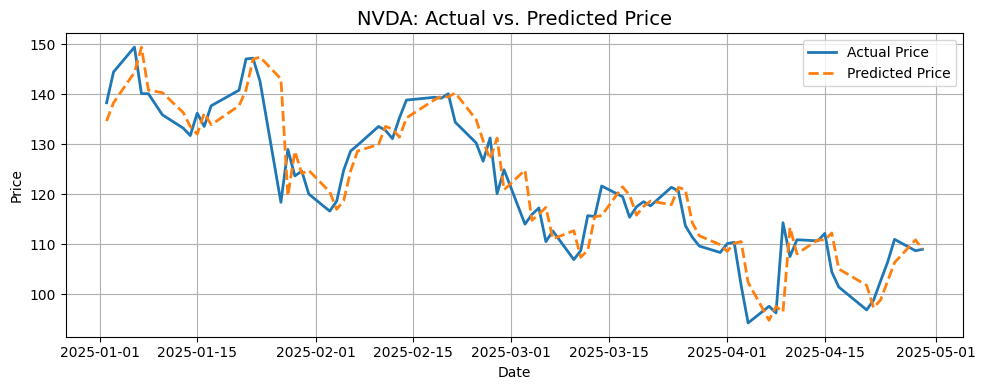 NVDA: Actual vs. Predicted Price
Actual Price
Predicted Price
Price
150
140
130
120
110
100
2025-01-01 2025-01-15 2025-02-01 2025-02-15 2025-03-01 2025-03-15 2025-04-01 2025-04-15 2025-05-01
Date